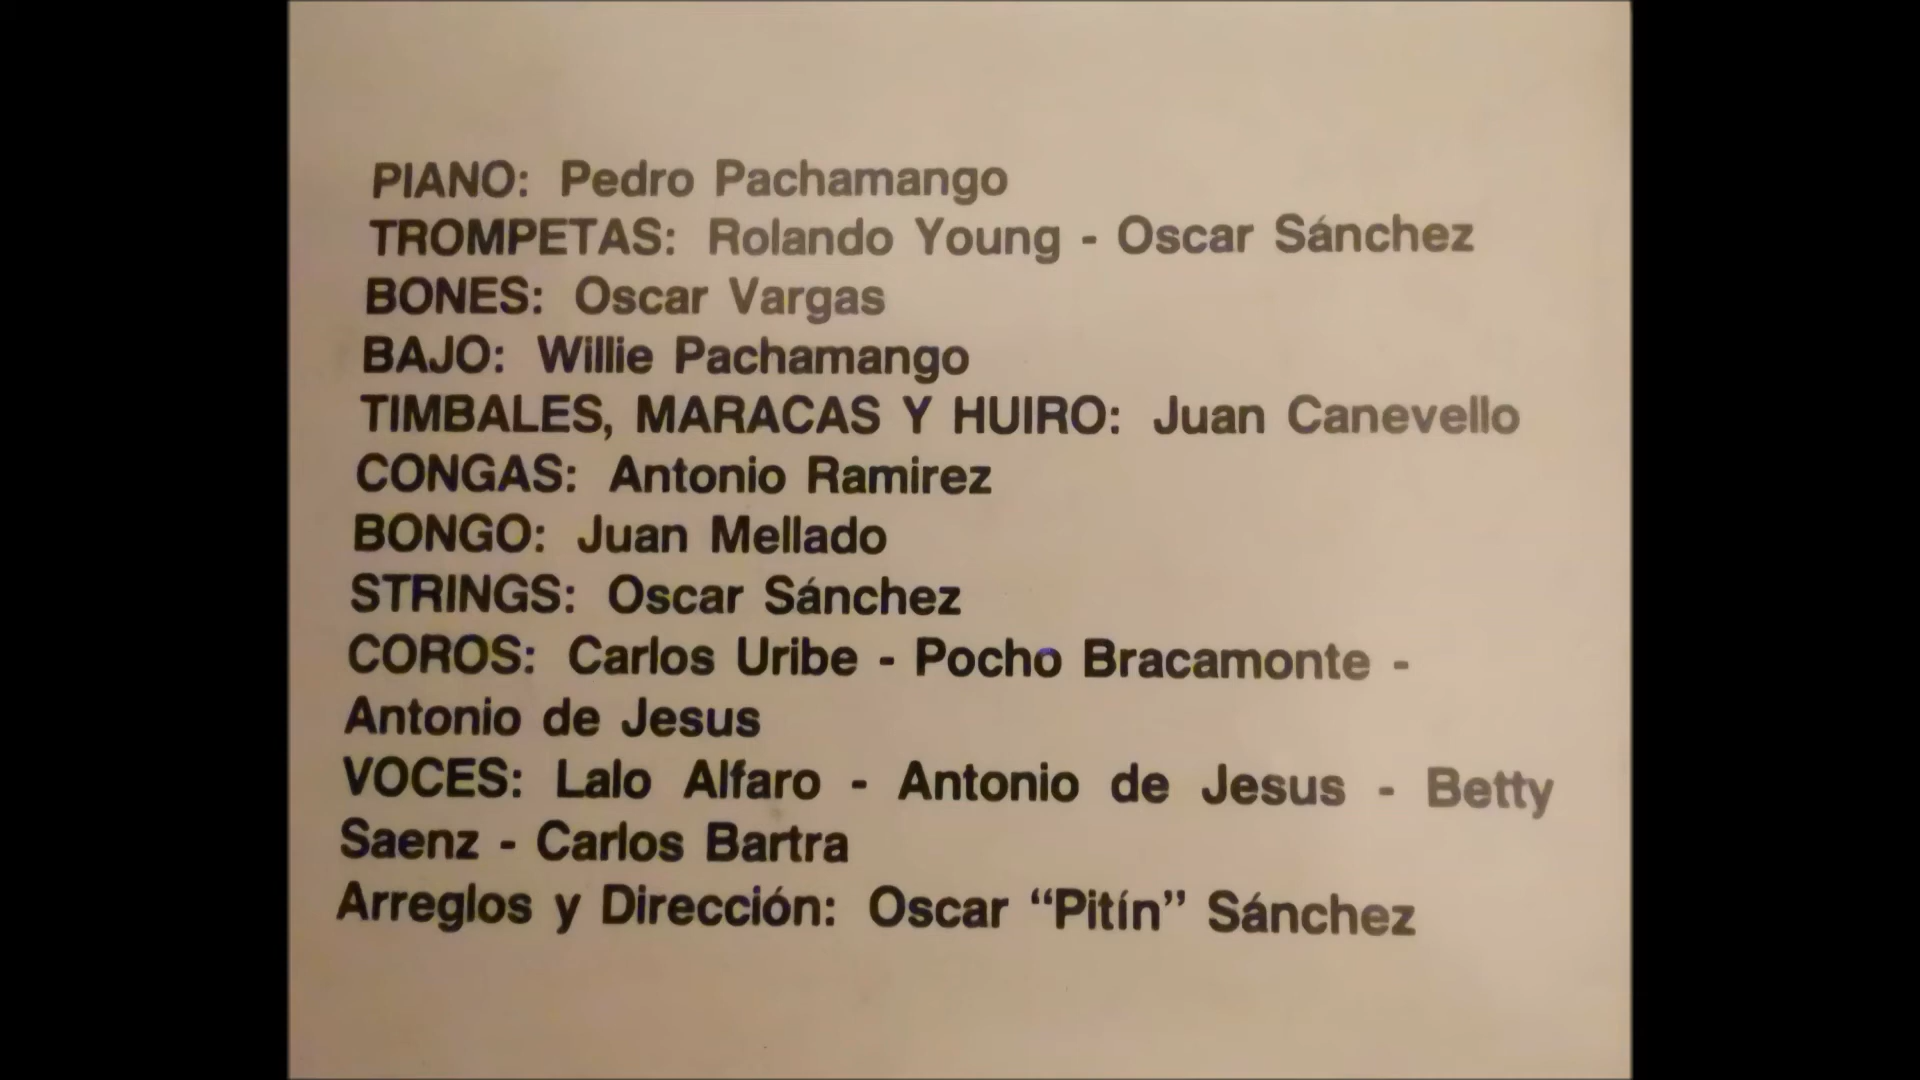 PIANO: Pedro Pachamango
TROMPETAS: Rolando Young - Oscar Sánchez
BONES: Oscar Vargas
BAJO: Willie Pachamango
TIMBALES, MARACAS Y HUIRO: Juan Canevello
CONGAS: Antonio Ramirez
BONGO: Juan Mellado
STRINGS: Oscar Sánchez
COROS: Carlos Uribe - Pocho Bracamonte -
Antonio de Jesus
VOCES: Lalo Alfaro - Antonio de Jesus - Betty
Saenz - Carlos Bartra
Arreglos y Dirección: Oscar “Pitín” Sánchez